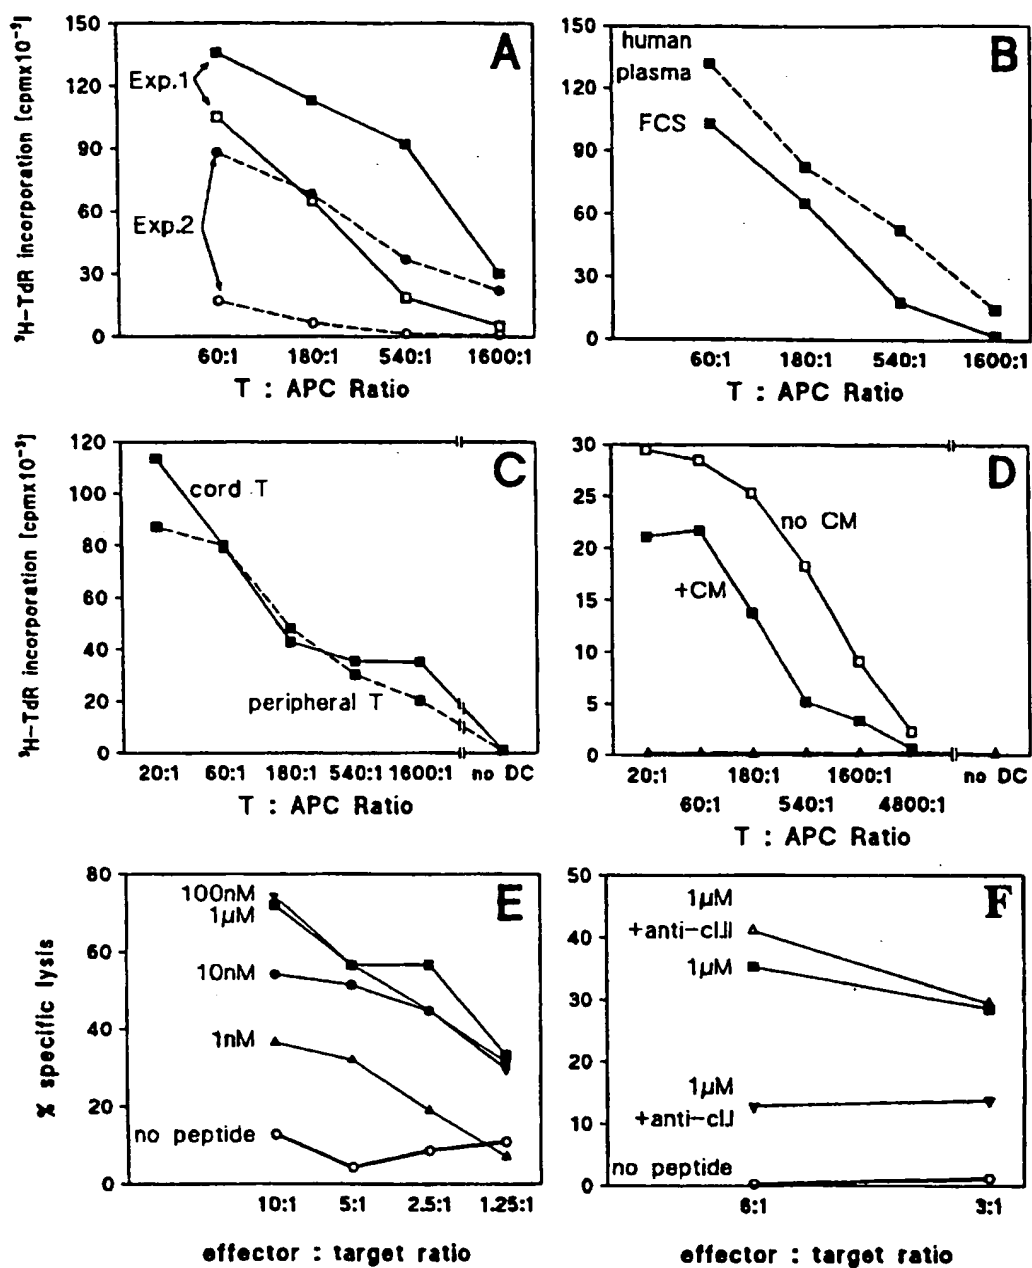 A
³H-TdR incorporation [cpmx10⁻³]
150
120
90
60
30
0
Exp.1
Exp.2
60:1 180:1 540:1 1600:1
T : APC Ratio
B
150
120
90
60
30
0
human
plasma
FCS
60:1 180:1 540:1 1600:1
T : APC Ratio
C
³H-TdR incorporation [cpmx10⁻³]
120
100
80
60
40
20
0
cord T
peripheral T
20:1 60:1 180:1 540:1 1600:1 no DC
T : APC Ratio
D
30
25
20
15
10
5
0
no CM
+CM
20:1 180:1 1600:1 no DC
60:1 540:1 4800:1
T : APC Ratio
E
% specific lysis
80
60
40
20
0
100nM
1µM
10nM
1nM
no peptide
10:1 5:1 2.5:1 1.25:1
effector : target ratio
F
50
40
30
20
10
0
1µM
+anti-cl.II
1µM
1µM
+anti-cl.I
no peptide
6:1 3:1
effector : target ratio